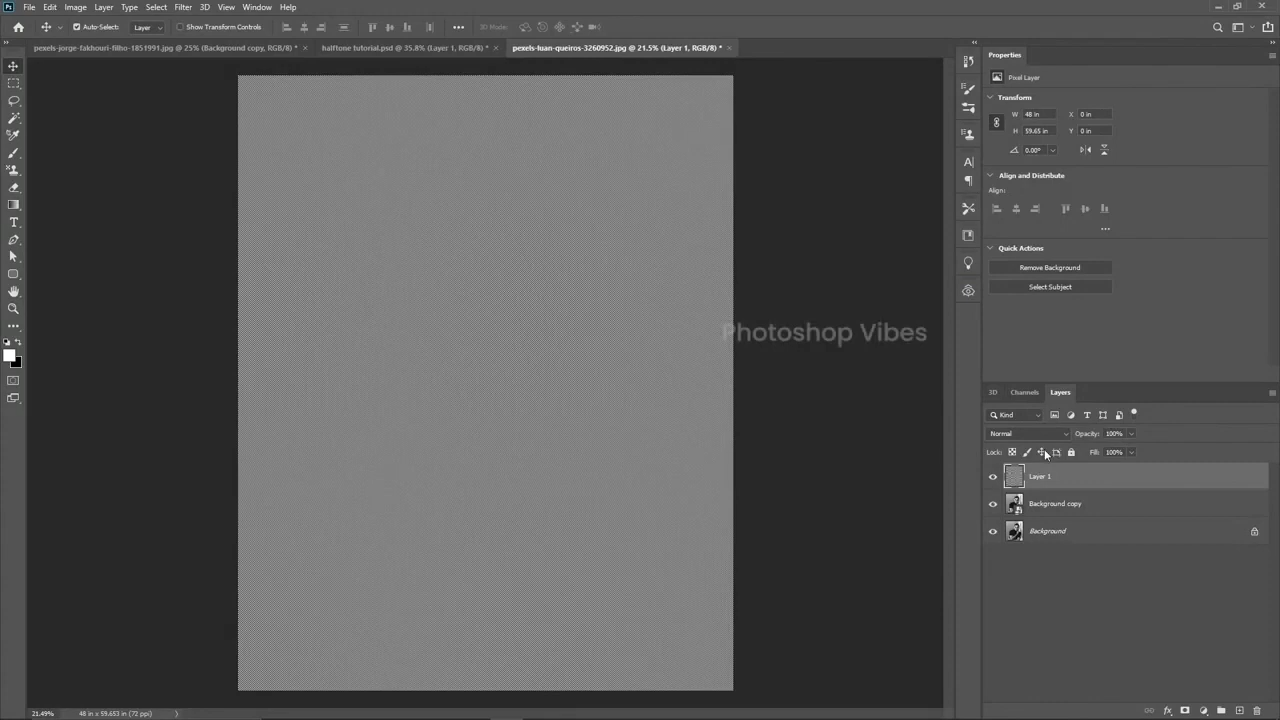 Ps File Edit Image Layer Type Select Filter 3D View Window Help
Auto-Select: Layer Show Transform Controls 3D Mode:
pexels-jorge-fakhouri-filho-1851991.jpg @ 25% (Background copy, RGB/8) * × halftone tutorial.psd @ 35.8% (Layer 1, RGB/8) * × pexels-luan-queiros-3260952.jpg @ 21.5% (Layer 1, RGB/8) * ×
Properties
Pixel Layer
Transform
W 48 in X 0 in
H 59.65 in Y 0 in
0.00°
Align and Distribute
Align:
Quick Actions
Remove Background
Select Subject
Photoshop Vibes
3D Channels Layers
Kind
Normal Opacity: 100%
Lock: Fill: 100%
Layer 1
Background copy
Background
21.49% 48 in x 59.653 in (72 ppi)